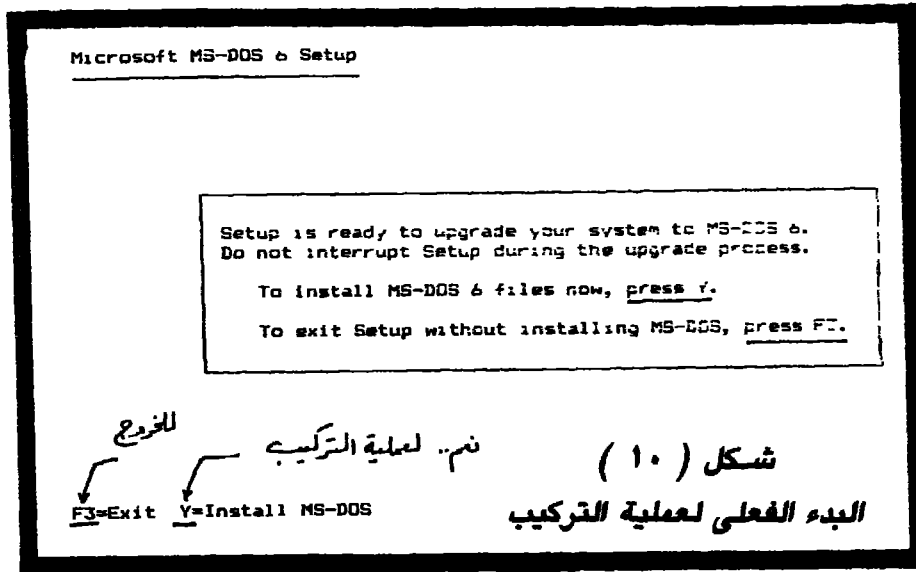 Microsoft MS-DOS 6 Setup
Setup is ready to upgrade your system to MS-DOS 6.
Do not interrupt Setup during the upgrade process.
To install MS-DOS 6 files now, press Y.
To exit Setup without installing MS-DOS, press F3.
للخروج
نعم.. لعملية التركيب
F3=Exit Y=Install MS-DOS
شكل ( ١٠ )
البدء الفعلى لعملية التركيب